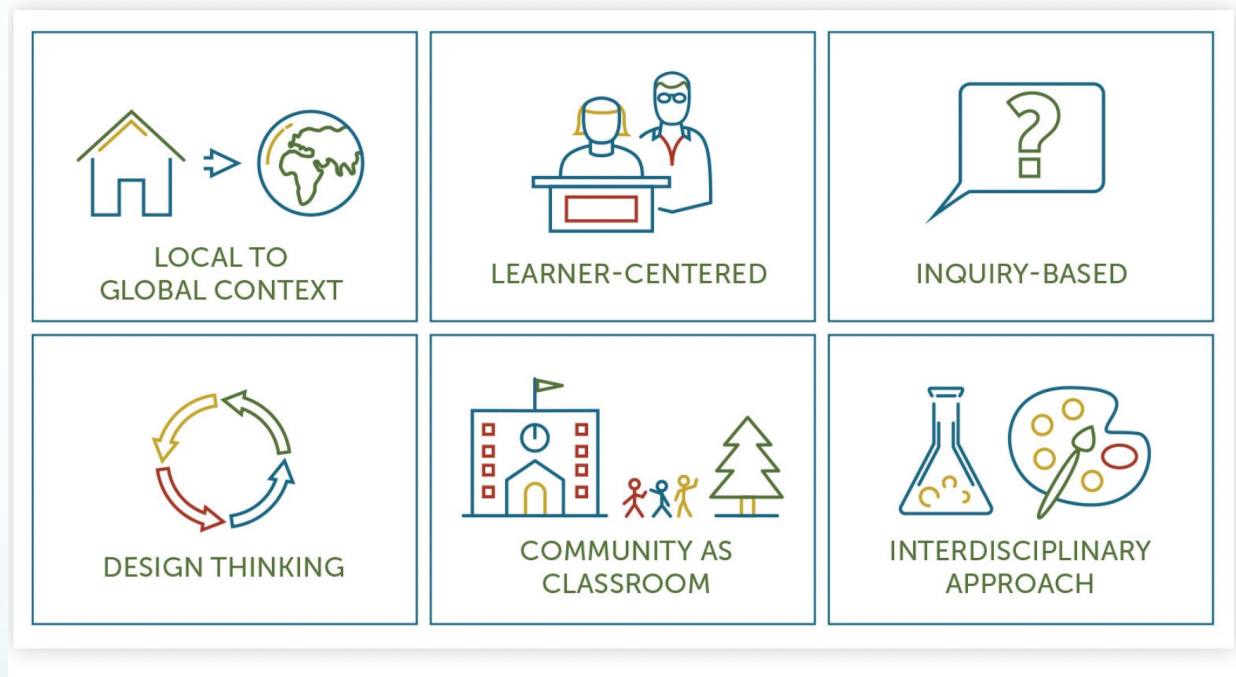 LOCAL TO
GLOBAL CONTEXT
LEARNER-CENTERED
?
INQUIRY-BASED
DESIGN THINKING
COMMUNITY AS
CLASSROOM
INTERDISCIPLINARY
APPROACH